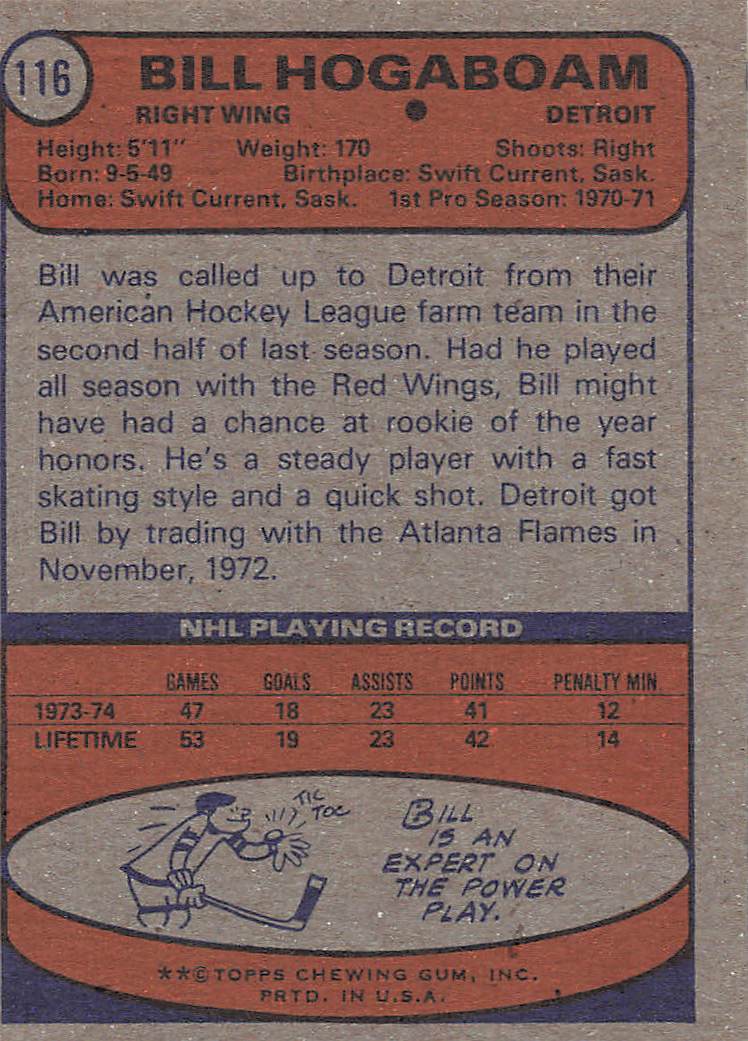 116
BILL HOGABOAM
RIGHT WING ● DETROIT
Height: 5'11" Weight: 170 Shoots: Right
Born: 9-5-49 Birthplace: Swift Current, Sask.
Home: Swift Current, Sask. 1st Pro Season: 1970-71
Bill was called up to Detroit from their
American Hockey League farm team in the
second half of last season. Had he played
all season with the Red Wings, Bill might
have had a chance at rookie of the year
honors. He's a steady player with a fast
skating style and a quick shot. Detroit got
Bill by trading with the Atlanta Flames in
November, 1972.
NHL PLAYING RECORD
GAMES GOALS ASSISTS POINTS PENALTY MIN.
1973-74 47 18 23 41 12
LIFETIME 53 19 23 42 14
TIC
TOC
BILL
IS AN
EXPERT ON
THE POWER
PLAY.
**©TOPPS CHEWING GUM, INC.
PRTD. IN U.S.A.